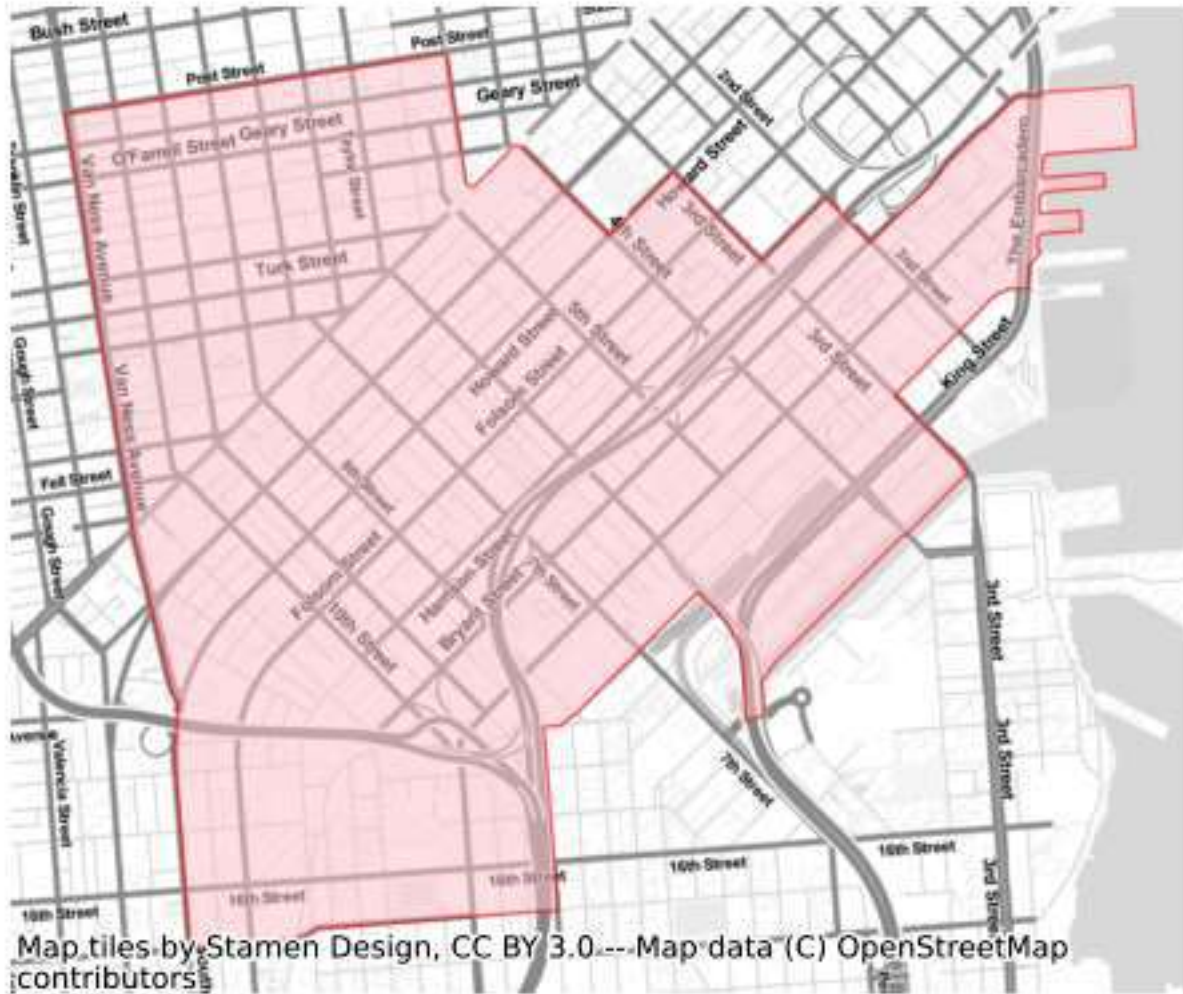 Bush Street
Post Street
Post Street
Geary Street
2nd Street
Geary Street
O'Farrell Street
Taylor Street
Howard Street
Van Ness Avenue
The Embarcadero
3rd Street
4th Street
Turk Street
2nd Street
5th Street
Howard Street
Folsom Street
3rd Street
King Street
Gough Street
Van Ness Avenue
Fell Street
8th Street
Gough Street
Folsom Street
Harrison Street
Bryant Street
7th Street
10th Street
3rd Street
Avenue
Valencia Street
7th Street
3rd Street
16th Street
16th Street
16th Street
16th Street
16th Street
3rd Street
Map tiles by Stamen Design, CC BY 3.0 -- Map data (C) OpenStreetMap
contributors